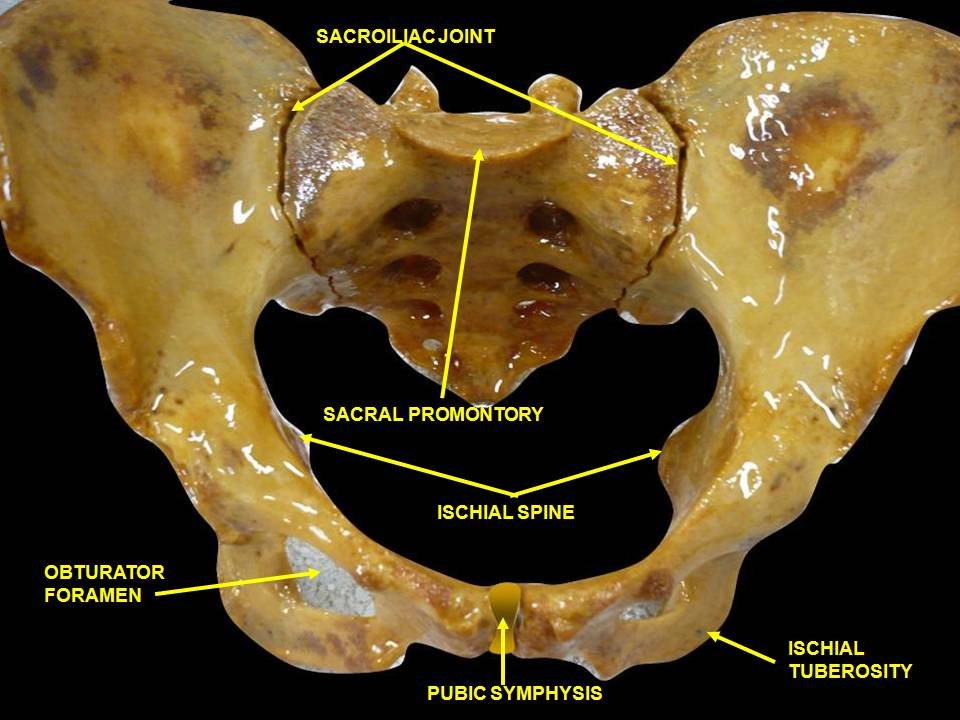 SACROILIAC JOINT
SACRAL PROMONTORY
ISCHIAL SPINE
OBTURATOR
FORAMEN
ISCHIAL
TUBEROSITY
PUBIC SYMPHYSIS